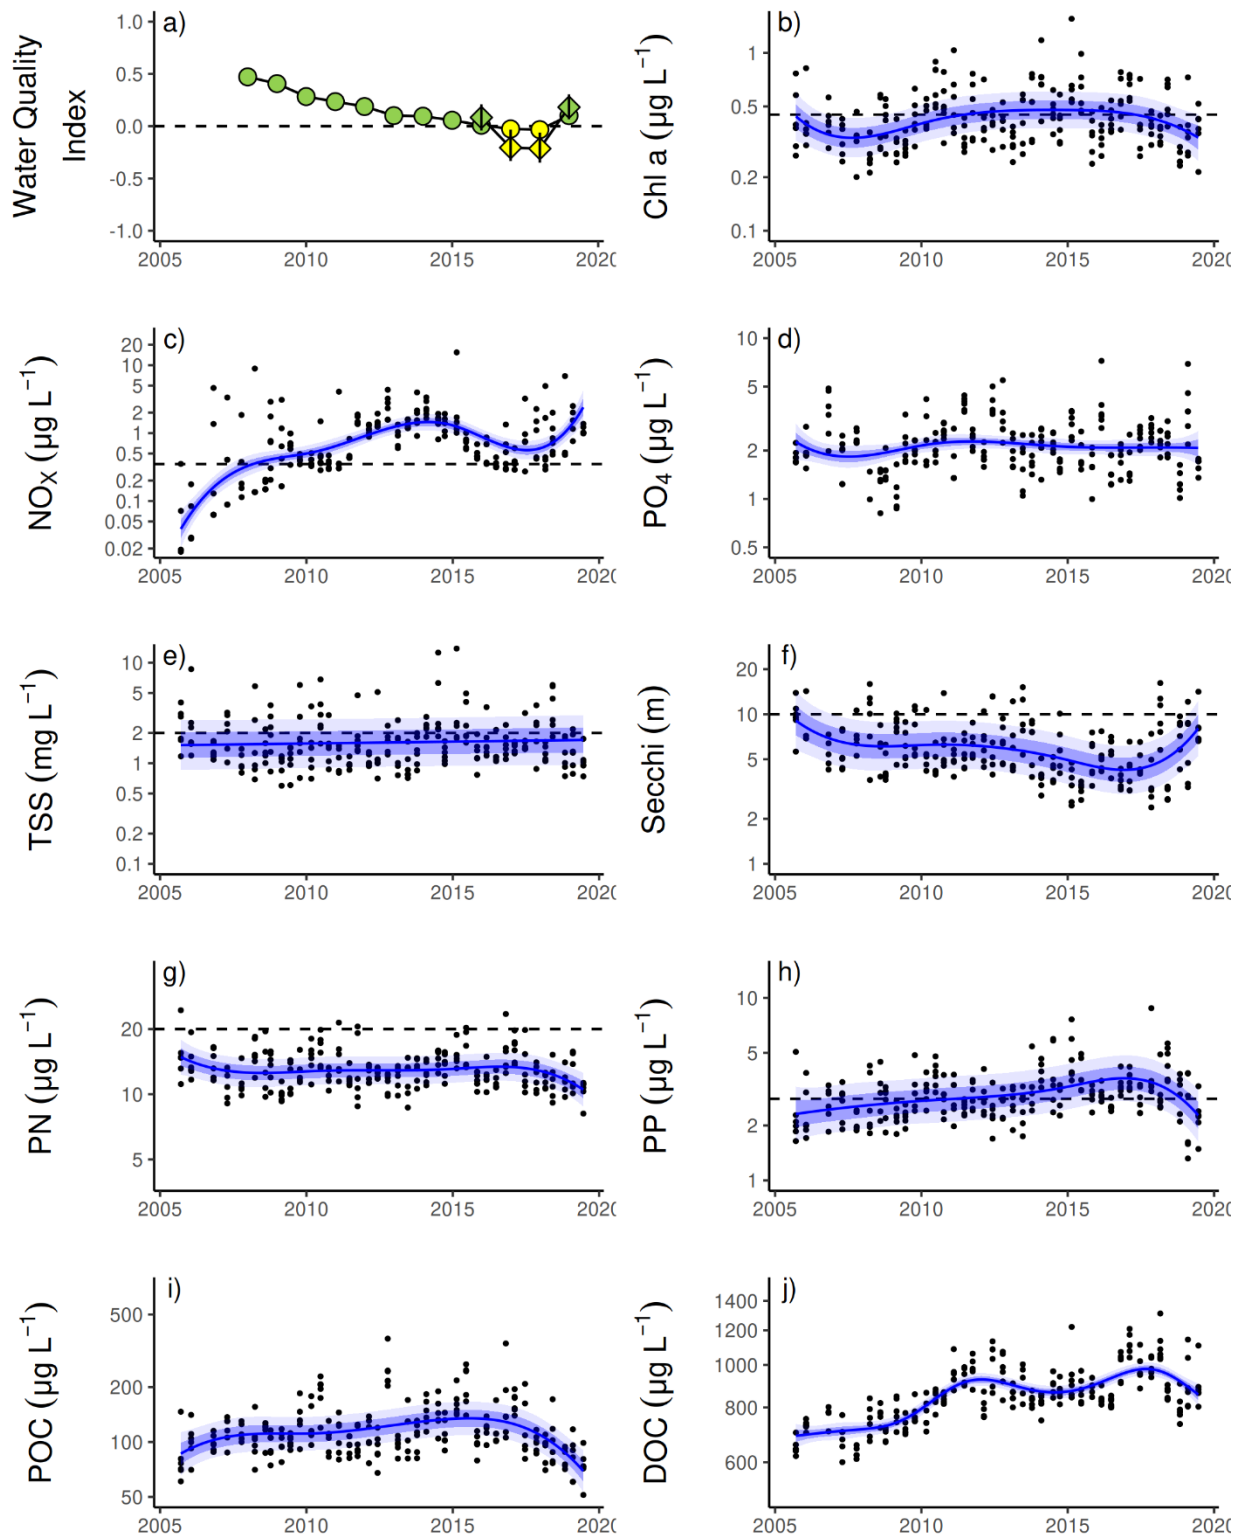 a)
Water Quality
Index
1.0
0.5
0.0
-0.5
-1.0
2005 2010 2015 2020
b)
Chl a (µg L⁻¹)
1
0.5
0.2
0.1
2005 2010 2015 2020
c)
NOₓ (µg L⁻¹)
20
10
5
2
1
0.5
0.2
0.1
0.05
0.02
2005 2010 2015 2020
d)
PO₄ (µg L⁻¹)
10
5
2
1
0.5
2005 2010 2015 2020
e)
TSS (mg L⁻¹)
10
5
2
1
0.5
0.2
0.1
2005 2010 2015 2020
f)
Secchi (m)
20
10
5
2
1
2005 2010 2015 2020
g)
PN (µg L⁻¹)
20
10
5
2005 2010 2015 2020
h)
PP (µg L⁻¹)
10
5
2
1
2005 2010 2015 2020
i)
POC (µg L⁻¹)
500
200
100
50
2005 2010 2015 2020
j)
DOC (µg L⁻¹)
1400
1200
1000
800
600
2005 2010 2015 2020